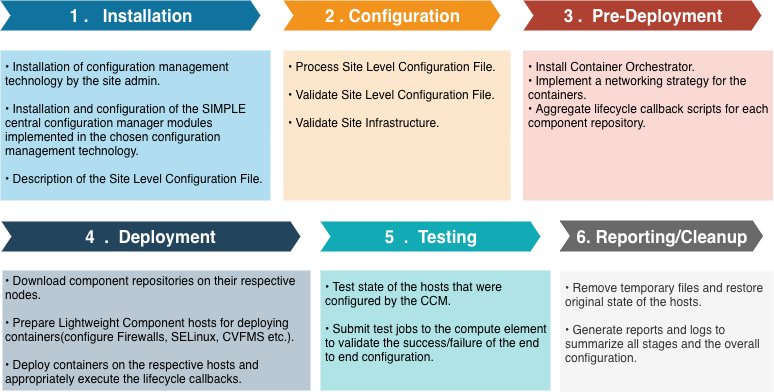 1 . Installation
• Installation of configuration management
technology by the site admin.
• Installation and configuration of the SIMPLE
central configuration manager modules
implemented in the chosen configuration
management technology.
• Description of the Site Level Configuration File.
2 . Configuration
• Process Site Level Configuration File.
• Validate Site Level Configuration File.
• Validate Site Infrastructure.
3 . Pre-Deployment
• Install Container Orchestrator.
• Implement a networking strategy for the
containers.
• Aggregate lifecycle callback scripts for each
component repository.
4 . Deployment
• Download component repositories on their respective
nodes.
• Prepare Lightweight Component hosts for deploying
containers(configure Firewalls, SELinux, CVFMS etc.).
• Deploy containers on the respective hosts and
appropriately execute the lifecycle callbacks.
5 . Testing
• Test state of the hosts that were
configured by the CCM.
• Submit test jobs to the compute element
to validate the success/failure of the end
to end configuration.
6. Reporting/Cleanup
• Remove temporary files and restore
original state of the hosts.
• Generate reports and logs to
summarize all stages and the overall
configuration.